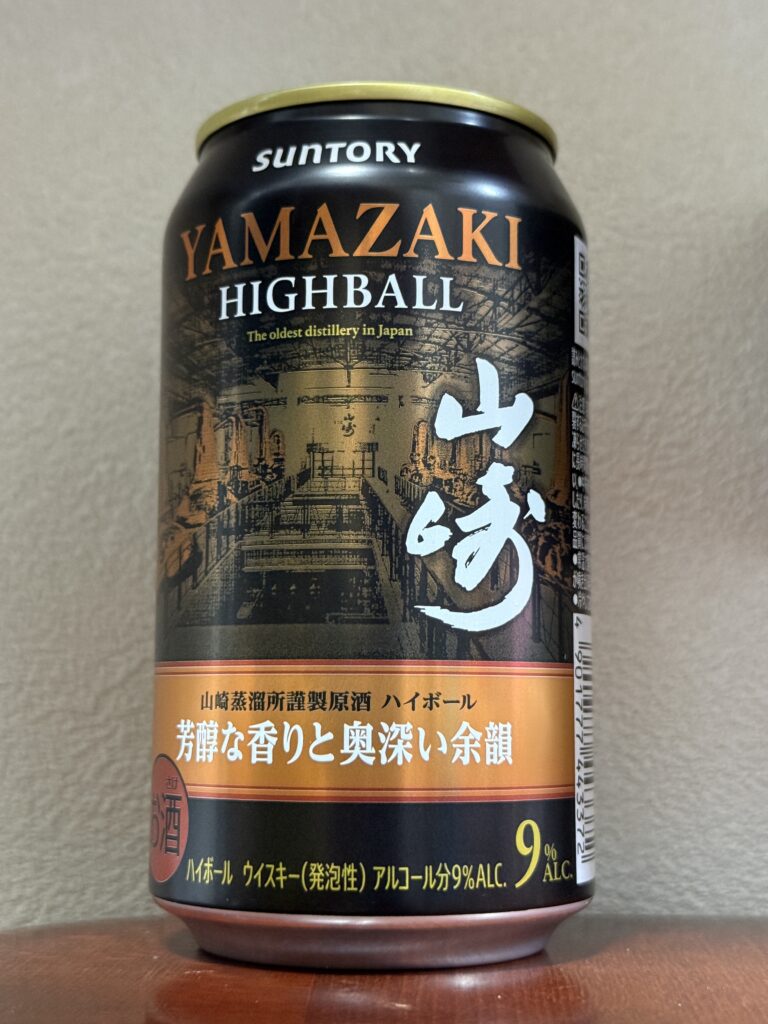 SUNTORY
YAMAZAKI
HIGHBALL
The oldest distillery in Japan
山崎
山崎蒸溜所謹製原酒 ハイボール
芳醇な香りと奥深い余韻
お酒
ハイボール ウイスキー(発泡性) アルコール分9%ALC.
9%
ALC.
4 901777 443372